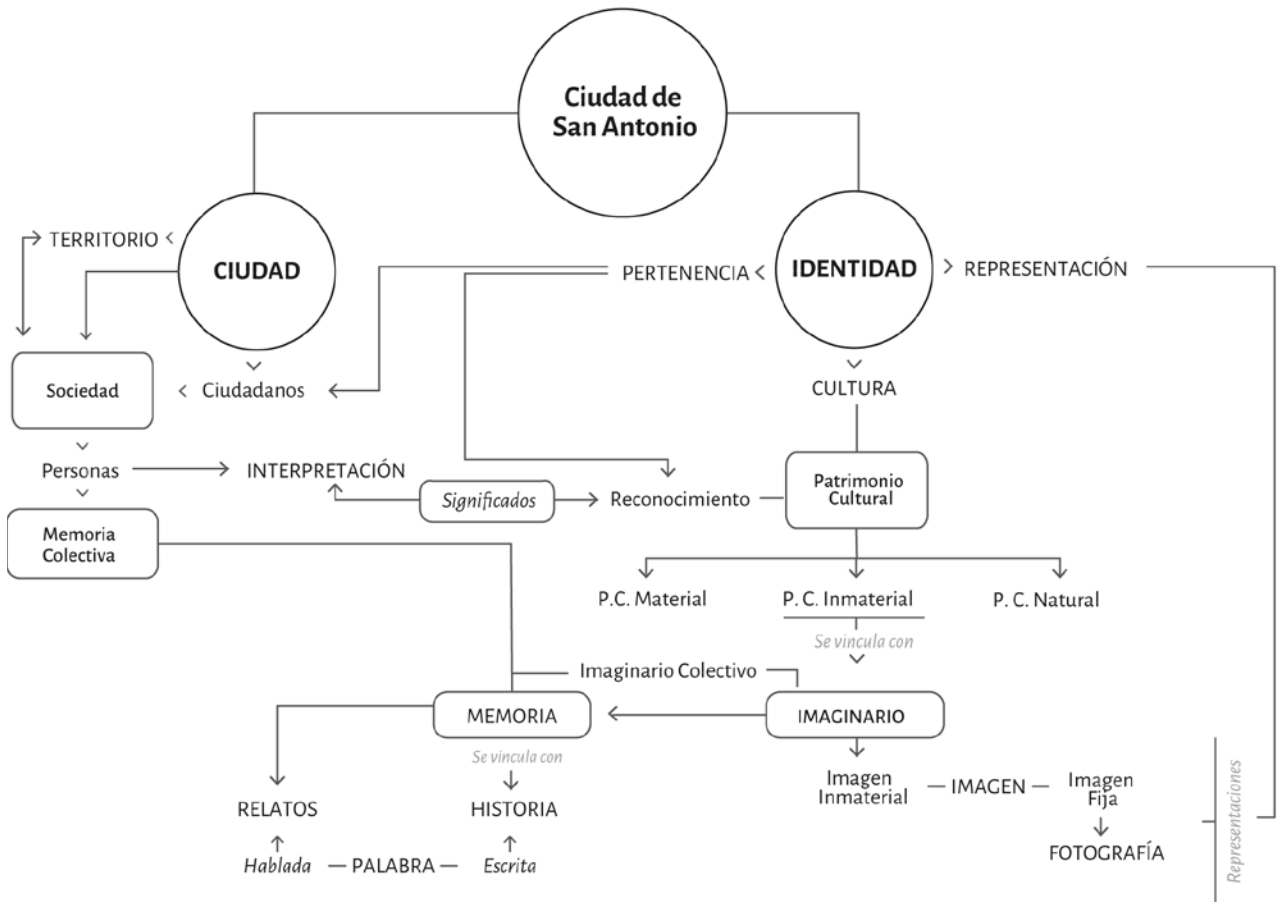 Ciudad de
San Antonio
TERRITORIO
CIUDAD
PERTENENCIA
IDENTIDAD
REPRESENTACIÓN
Sociedad
Ciudadanos
CULTURA
Personas
INTERPRETACIÓN
Significados
Reconocimiento
Patrimonio
Cultural
Memoria
Colectiva
P.C. Material
P. C. Inmaterial
P. C. Natural
Se vincula con
Imaginario Colectivo
MEMORIA
IMAGINARIO
Se vincula con
Imagen
Inmaterial
IMAGEN
Imagen
Fija
RELATOS
HISTORIA
FOTOGRAFÍA
Hablada
PALABRA
Escrita
Representaciones